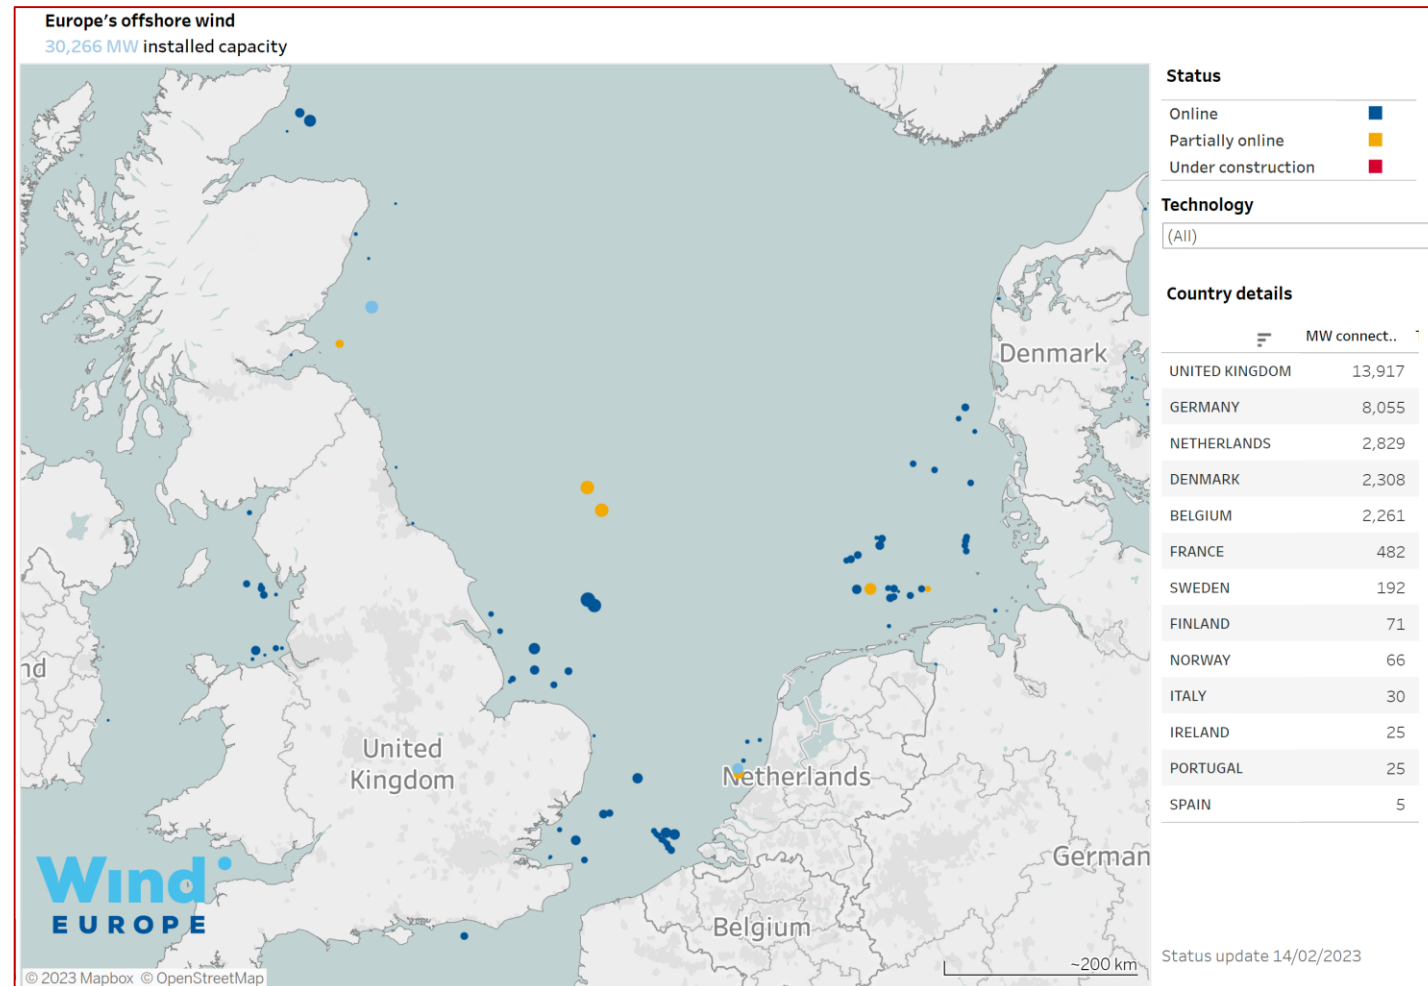 Europe's offshore wind
30,266 MW installed capacity
Status
Online
Partially online
Under construction
Technology
(All)
Country details
MW connect..
UNITED KINGDOM 13,917
GERMANY 8,055
NETHERLANDS 2,829
DENMARK 2,308
BELGIUM 2,261
FRANCE 482
SWEDEN 192
FINLAND 71
NORWAY 66
ITALY 30
IRELAND 25
PORTUGAL 25
SPAIN 5
Status update 14/02/2023
Denmark
nd
United
Kingdom
Netherlands
German
Belgium
Wind
EUROPE
~200 km
© 2023 Mapbox © OpenStreetMap